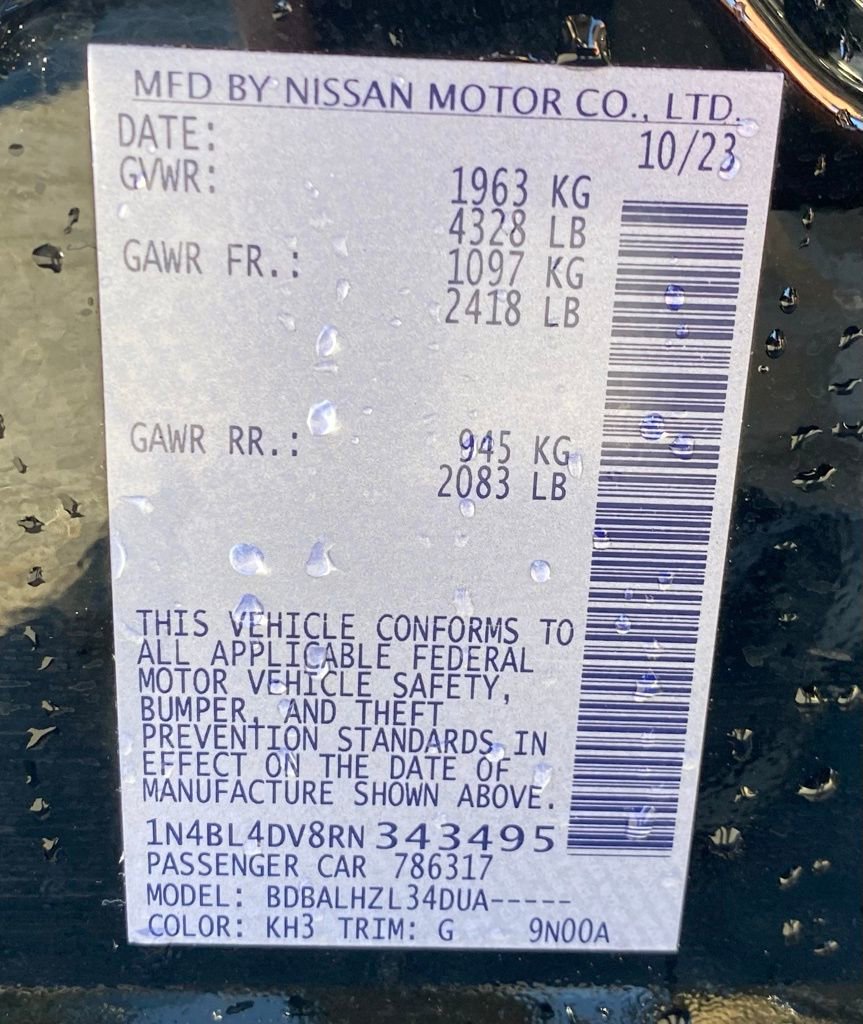 MFD BY NISSAN MOTOR CO., LTD.
DATE: 10/23
GVWR: 1963 KG
4328 LB
GAWR FR.: 1097 KG
2418 LB
GAWR RR.: 945 KG
2083 LB
THIS VEHICLE CONFORMS TO
ALL APPLICABLE FEDERAL
MOTOR VEHICLE SAFETY,
BUMPER, AND THEFT
PREVENTION STANDARDS IN
EFFECT ON THE DATE OF
MANUFACTURE SHOWN ABOVE.
1N4BL4DV8RN 343495
PASSENGER CAR 786317
MODEL: BDBALHZL34DUA-----
COLOR: KH3 TRIM: G 9N00A